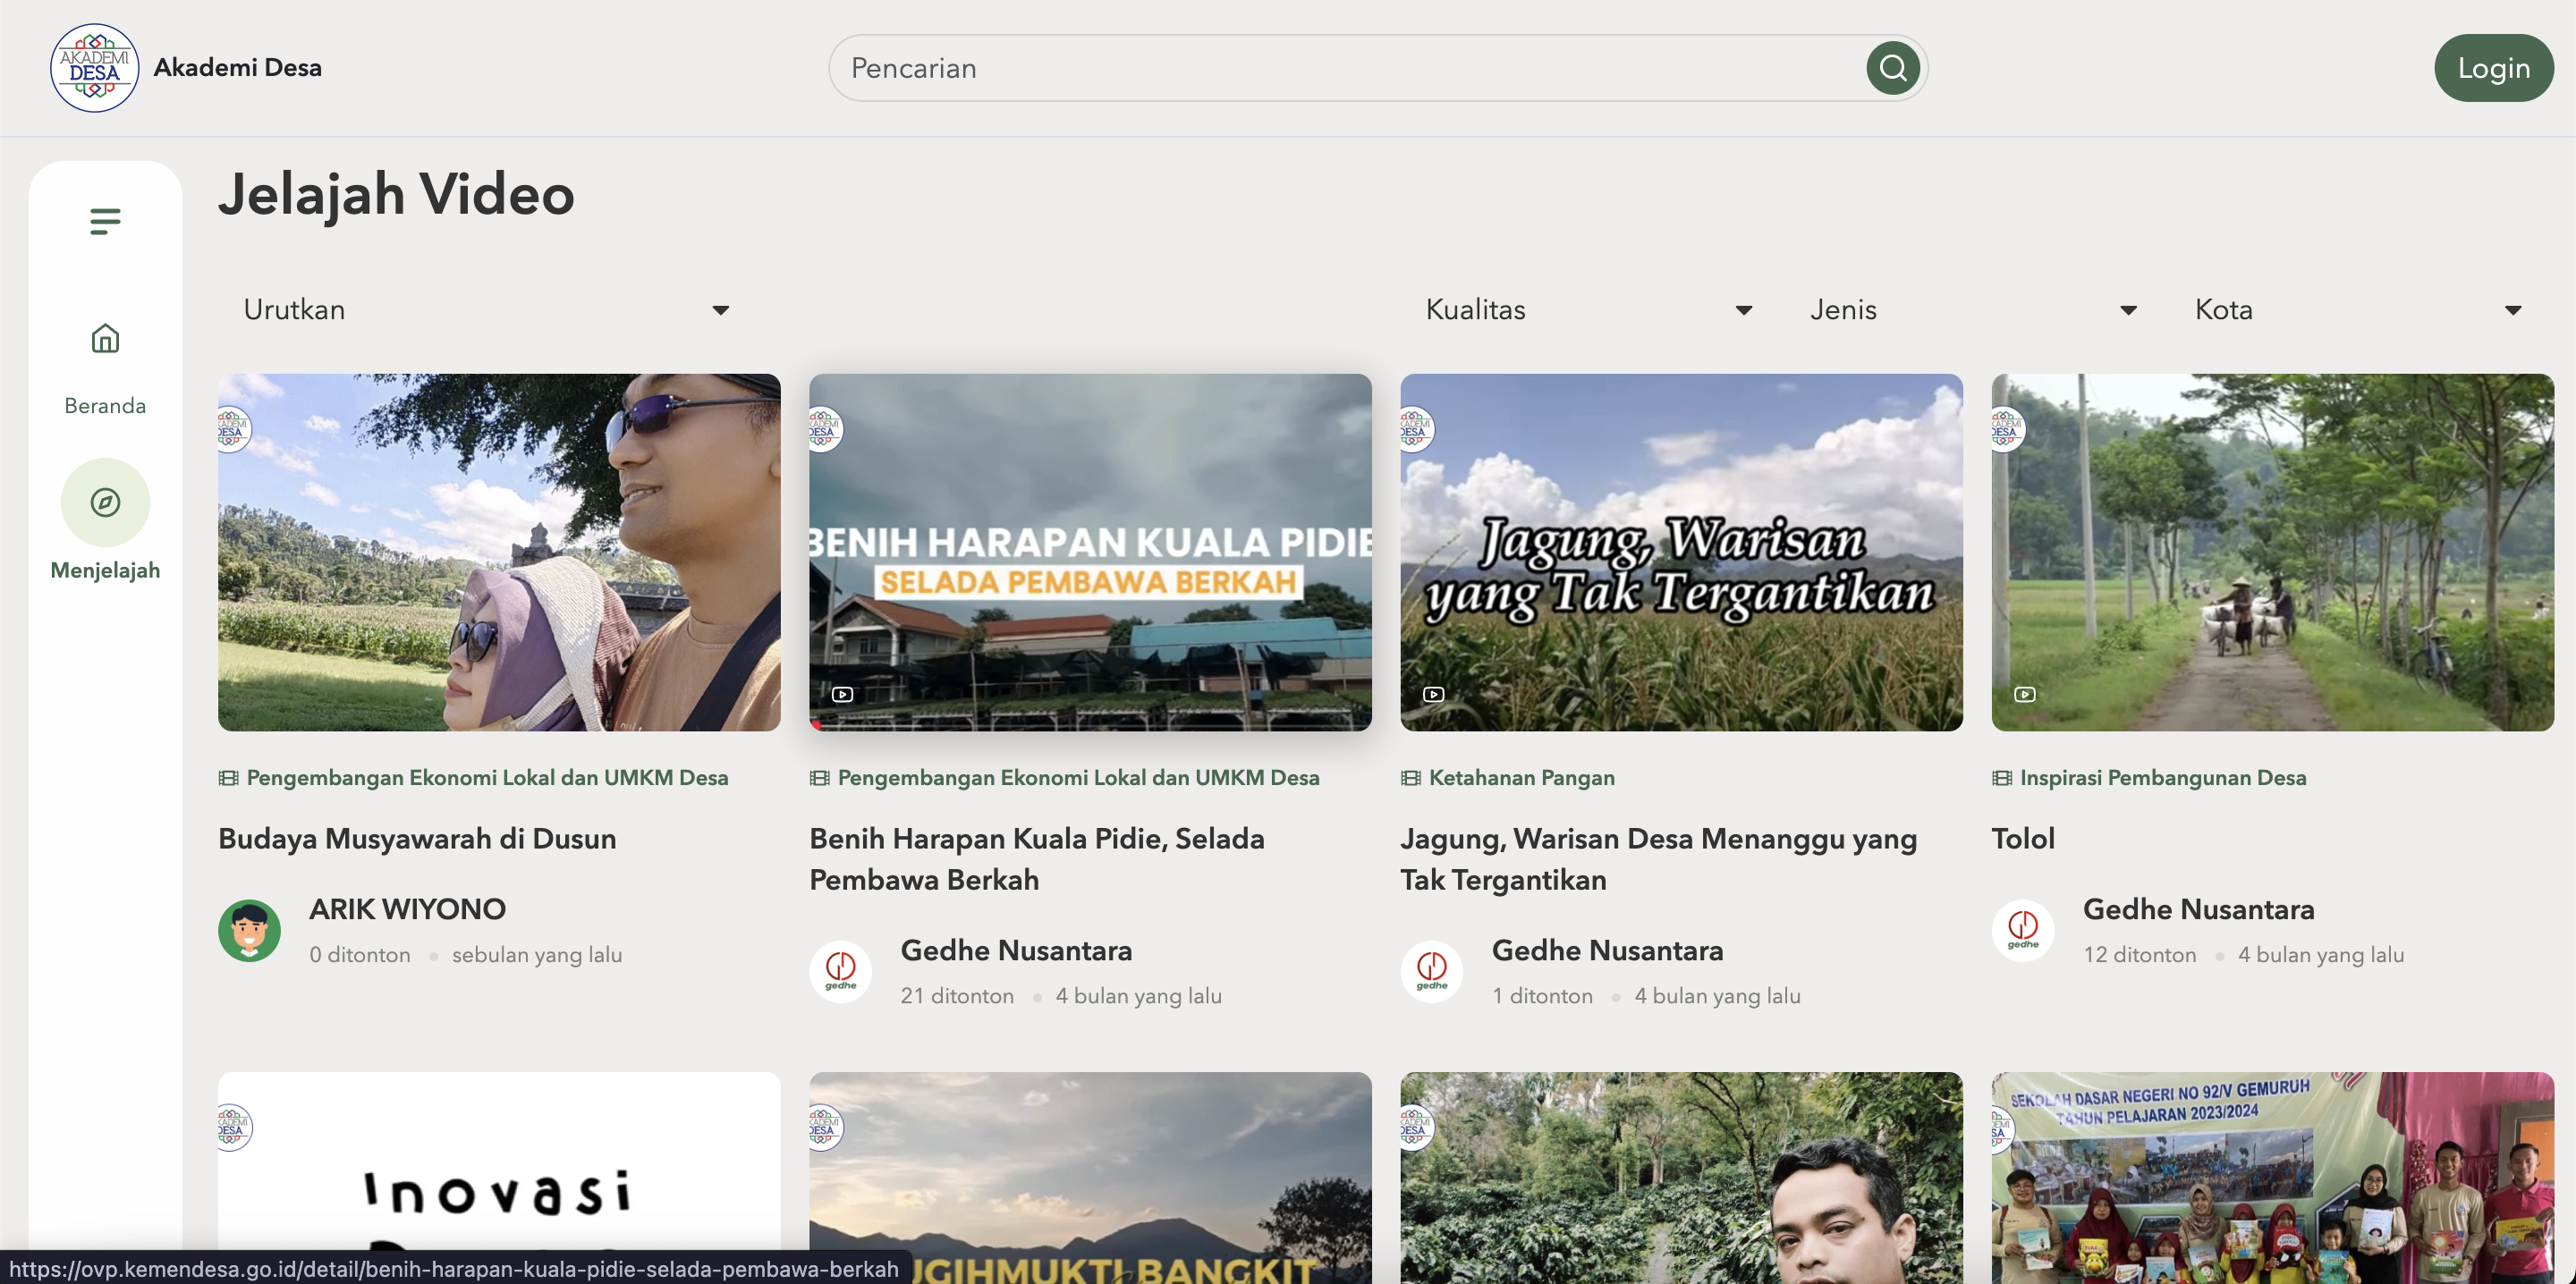 AKADEMI
DESA
Akademi Desa
Pencarian
Login
Jelajah Video
Urutkan
Kualitas
Jenis
Kota
Beranda
Menjelajah
BENIH HARAPAN KUALA PIDIE
SELADA PEMBAWA BERKAH
Jagung, Warisan
yang Tak Tergantikan
Pengembangan Ekonomi Lokal dan UMKM Desa
Budaya Musyawarah di Dusun
ARIK WIYONO
0 ditonton • sebulan yang lalu
Pengembangan Ekonomi Lokal dan UMKM Desa
Benih Harapan Kuala Pidie, Selada
Pembawa Berkah
gedhe
Gedhe Nusantara
21 ditonton • 4 bulan yang lalu
Ketahanan Pangan
Jagung, Warisan Desa Menanggu yang
Tak Tergantikan
gedhe
Gedhe Nusantara
1 ditonton • 4 bulan yang lalu
Inspirasi Pembangunan Desa
Tolol
gedhe
Gedhe Nusantara
12 ditonton • 4 bulan yang lalu
Inovasi
UGIHMUKTI BANGKIT
SEKOLAH DASAR NEGERI NO 92/V GEMURUH
TAHUN PELAJARAN 2023/2024
https://ovp.kemendesa.go.id/detail/benih-harapan-kuala-pidie-selada-pembawa-berkah